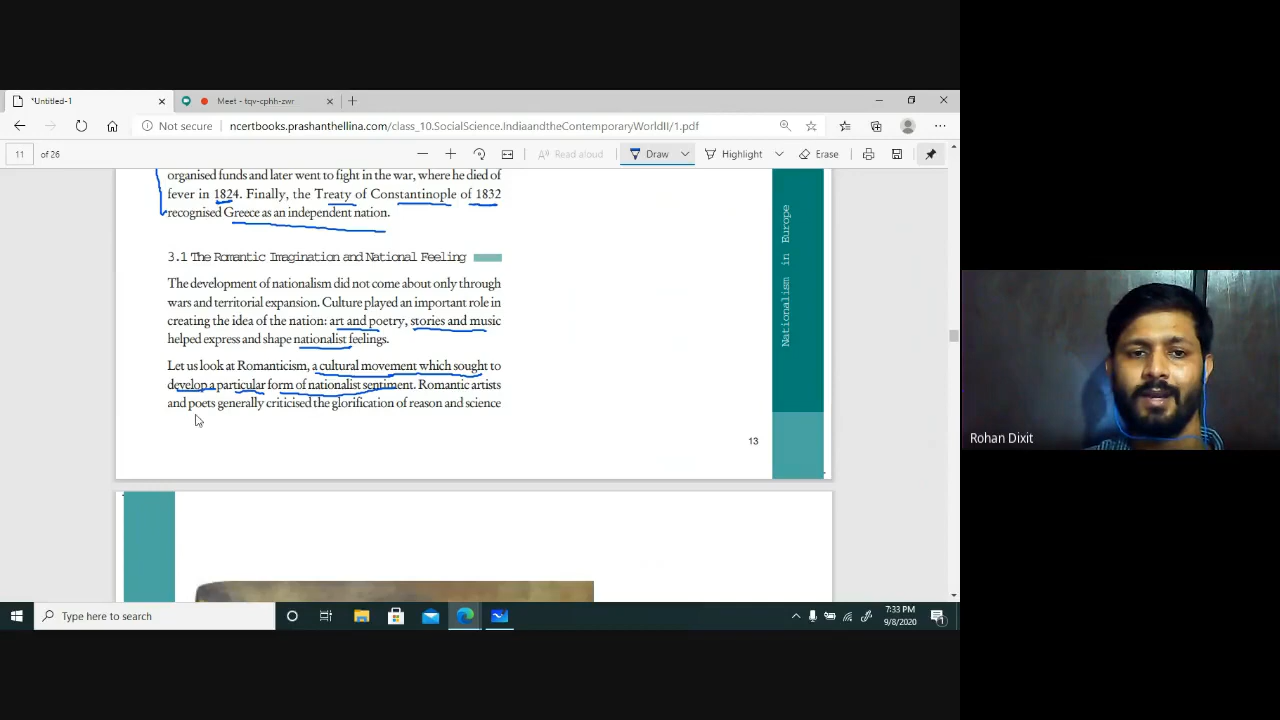 *Untitled-1
Meet - tqv-cphh-zwr
Not secure
ncertbooks.prashanthellina.com/class_10.SocialScience.IndiaandtheContemporaryWorldII/1.pdf
11 of 26
Read aloud
Draw
Highlight
Erase
organised funds and later went to fight in the war, where he died of
fever in 1824. Finally, the Treaty of Constantinople of 1832
recognised Greece as an independent nation.
3.1 The Romantic Imagination and National Feeling
The development of nationalism did not come about only through
wars and territorial expansion. Culture played an important role in
creating the idea of the nation: art and poetry, stories and music
helped express and shape nationalist feelings.
Let us look at Romanticism, a cultural movement which sought to
develop a particular form of nationalist sentiment. Romantic artists
and poets generally criticised the glorification of reason and science
13
Nationalism in Europe
Rohan Dixit
Type here to search
7:33 PM
9/8/2020
1